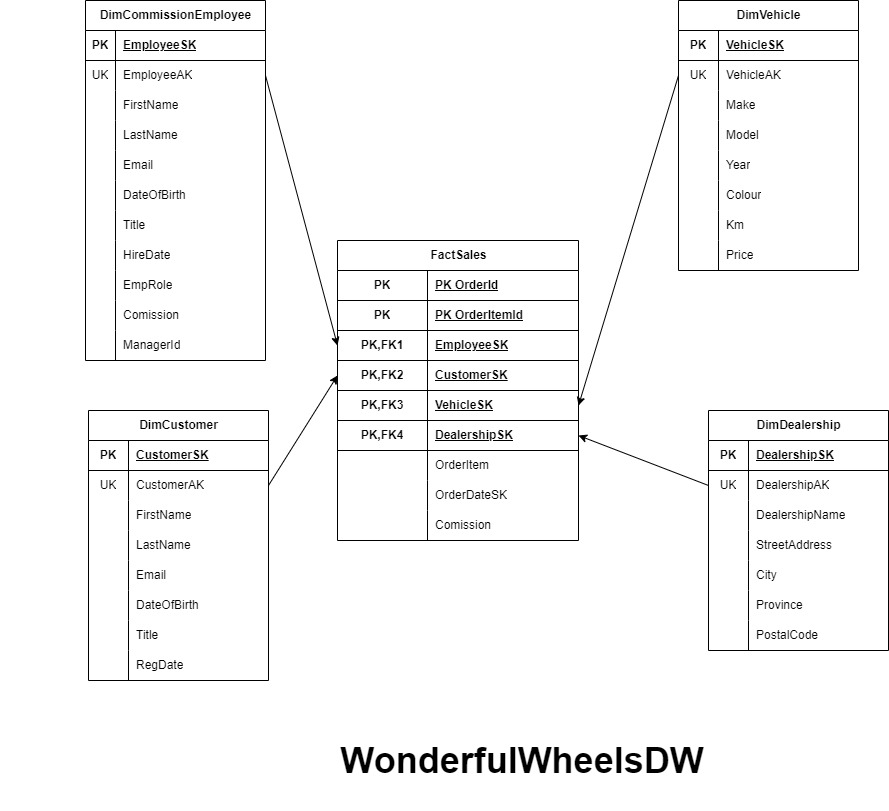 DimCommissionEmployee
PK EmployeeSK
UK EmployeeAK
FirstName
LastName
Email
DateOfBirth
Title
HireDate
EmpRole
Comission
ManagerId
DimVehicle
PK VehicleSK
UK VehicleAK
Make
Model
Year
Colour
Km
Price
FactSales
PK PK OrderId
PK PK OrderItemId
PK,FK1 EmployeeSK
PK,FK2 CustomerSK
PK,FK3 VehicleSK
PK,FK4 DealershipSK
OrderItem
OrderDateSK
Comission
DimCustomer
PK CustomerSK
UK CustomerAK
FirstName
LastName
Email
DateOfBirth
Title
RegDate
DimDealership
PK DealershipSK
UK DealershipAK
DealershipName
StreetAddress
City
Province
PostalCode
WonderfulWheelsDW